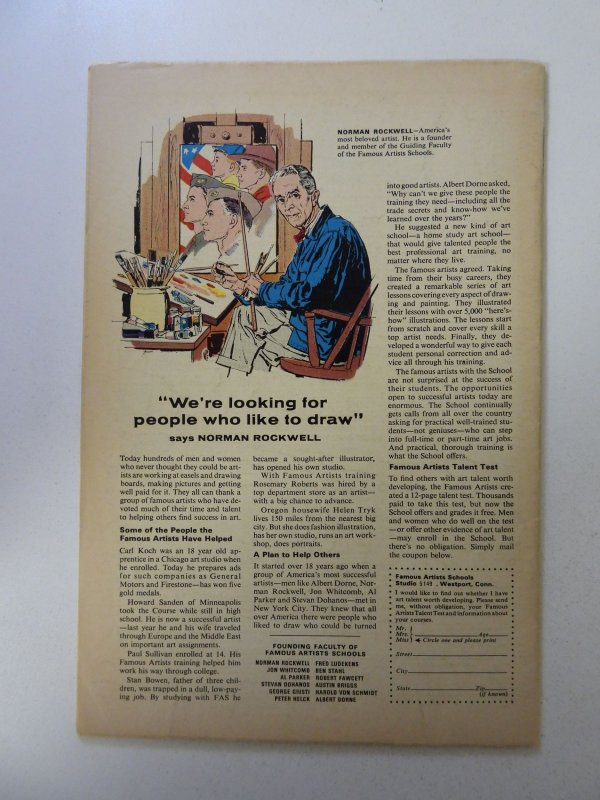 NORMAN ROCKWELL—America's
most beloved artist. He is a founder
and member of the Guiding Faculty
of the Famous Artists Schools.
"We're looking for
people who like to draw"
says NORMAN ROCKWELL
Today hundreds of men and women
who never thought they could be art-
ists are working at easels and drawing
boards, making pictures and getting
well paid for it. They all can thank a
group of famous artists who have de-
voted much of their time and talent
to helping others find success in art.
Some of the People the
Famous Artists Have Helped
Carl Koch was an 18 year old ap-
prentice in a Chicago art studio when
he enrolled. Today he prepares ads
for such companies as General
Motors and Firestone—has won five
gold medals.
Howard Sanden of Minneapolis
took the Course while still in high
school. He is now a successful artist
—last year he and his wife traveled
through Europe and the Middle East
on important art assignments.
Paul Sullivan enrolled at 14. His
Famous Artists training helped him
work his way through college.
Stan Bowen, father of three chil-
dren, was trapped in a dull, low-pay-
ing job. By studying with FAS he
became a sought-after illustrator,
has opened his own studio.
With Famous Artists training
Rosemary Roberts was hired by a
top department store as an artist—
with a big chance to advance.
Oregon housewife Helen Tryk
lives 150 miles from the nearest big
city. But she does fashion illustration,
has her own studio, runs an art work-
shop, does portraits.
A Plan to Help Others
It started over 18 years ago when a
group of America's most successful
artists—men like Albert Dorne, Nor-
man Rockwell, Jon Whitcomb, Al
Parker and Stevan Dohanos—met in
New York City. They knew that all
over America there were people who
liked to draw who could be turned
into good artists. Albert Dorne asked,
"Why can't we give these people the
training they need—including all the
trade secrets and know-how we've
learned over the years?"
He suggested a new kind of art
school—a home study art school—
that would give talented people the
best professional art training, no
matter where they live.
The famous artists agreed. Taking
time from their busy careers, they
created a remarkable series of art
lessons covering every aspect of draw-
ing and painting. They illustrated
their lessons with over 5,000 "here's-
how" illustrations. The lessons start
from scratch and cover every skill a
top artist needs. Finally, they de-
veloped a wonderful way to give each
student personal correction and ad-
vice all through his training.
The famous artists with the School
are not surprised at the success of
their students. The opportunities
open to successful artists today are
enormous. The School continually
gets calls from all over the country
asking for practical well-trained stu-
dents—not geniuses—who can step
into full-time or part-time art jobs.
And practical, thorough training is
what the School offers.
Famous Artists Talent Test
To find others with art talent worth
developing, the Famous Artists cre-
ated a 12-page talent test. Thousands
paid to take this test, but now the
School offers and grades it free. Men
and women who do well on the test
—or offer other evidence of art talent
—may enroll in the School. But
there's no obligation. Simply mail
the coupon below.
FOUNDING FACULTY OF
FAMOUS ARTISTS SCHOOLS
NORMAN ROCKWELL FRED LUDEKENS
JON WHITCOMB BEN STAHL
AL PARKER ROBERT FAWCETT
STEVAN DOHANOS AUSTIN BRIGGS
GEORGE GIUSTI HAROLD VON SCHMIDT
PETER HELCK ALBERT DORNE
Famous Artists Schools
Studio Westport, Conn.
I would like to find out whether I have
art talent worth developing. Please send
me, without obligation, your Famous
Artists Talent Test and information about
your courses.
Mr.
Mrs. Age
Miss Circle one and please print
Street
City
State Zip
(if known)